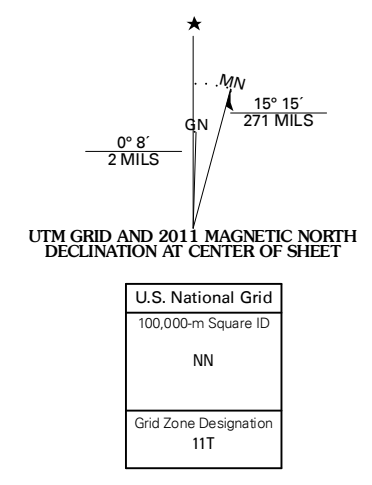 MN
15° 15´
271 MILS
GN
0° 8´
2 MILS
UTM GRID AND 2011 MAGNETIC NORTH
DECLINATION AT CENTER OF SHEET
U.S. National Grid
100,000-m Square ID
NN
Grid Zone Designation
11T